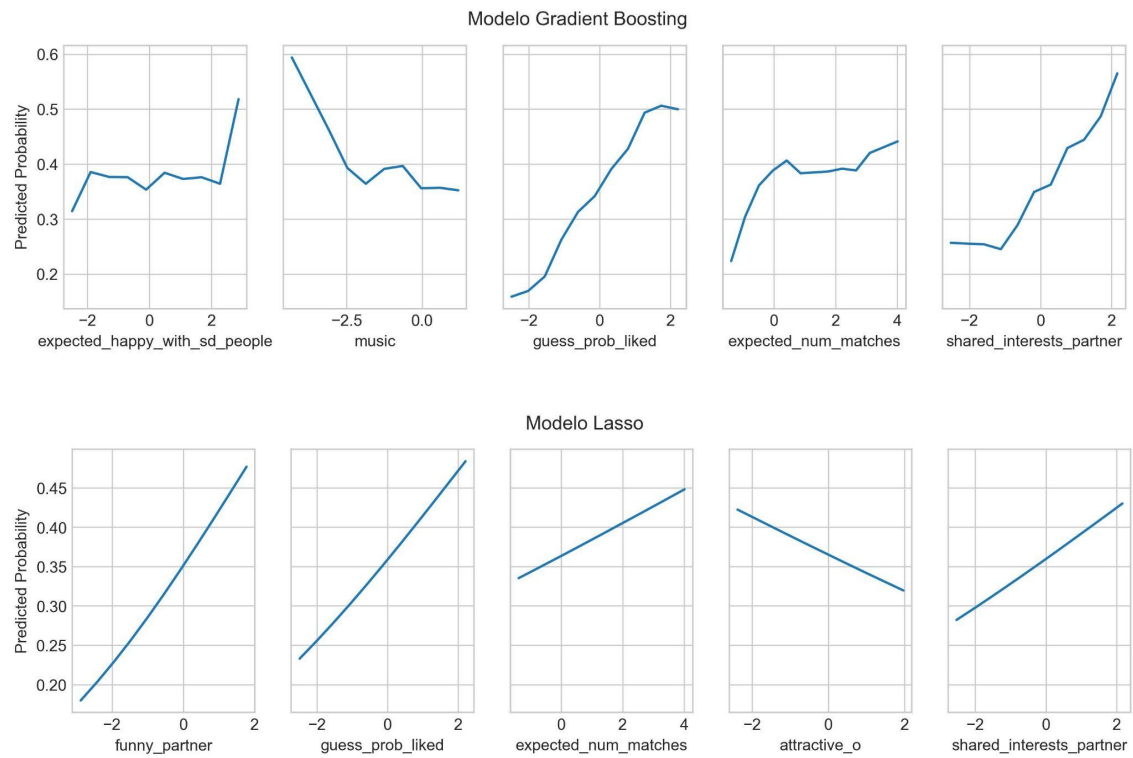 Modelo Gradient Boosting
Predicted Probability
0.6
0.5
0.4
0.3
0.2
−2 0 2
expected_happy_with_sd_people
−2.5 0.0
music
−2 0 2
guess_prob_liked
0 2 4
expected_num_matches
−2 0 2
shared_interests_partner
Modelo Lasso
Predicted Probability
0.45
0.40
0.35
0.30
0.25
0.20
−2 0 2
funny_partner
−2 0 2
guess_prob_liked
0 2 4
expected_num_matches
−2 0 2
attractive_o
−2 0 2
shared_interests_partner